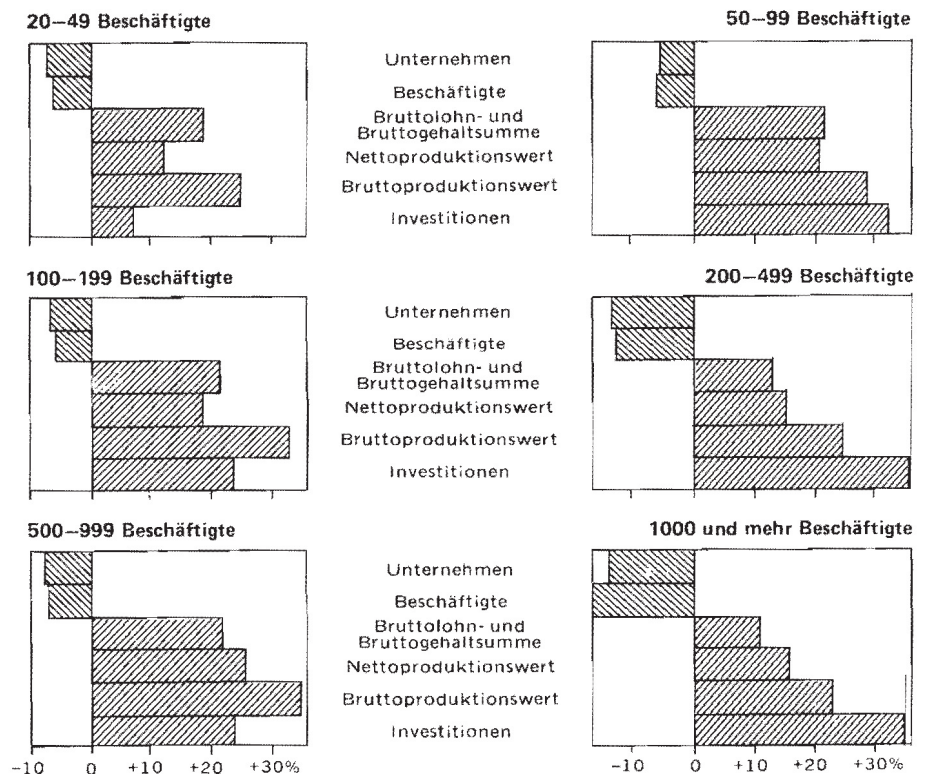 20–49 Beschäftigte
50–99 Beschäftigte
Unternehmen
Beschäftigte
Bruttolohn- und
Bruttogehaltsumme
Nettoproduktionswert
Bruttoproduktionswert
Investitionen
100–199 Beschäftigte
200–499 Beschäftigte
Unternehmen
Beschäftigte
Bruttolohn- und
Bruttogehaltsumme
Nettoproduktionswert
Bruttoproduktionswert
Investitionen
500–999 Beschäftigte
1000 und mehr Beschäftigte
Unternehmen
Beschäftigte
Bruttolohn- und
Bruttogehaltsumme
Nettoproduktionswert
Bruttoproduktionswert
Investitionen
−10 0 +10 +20 +30%
−10 0 +10 +20 +30%